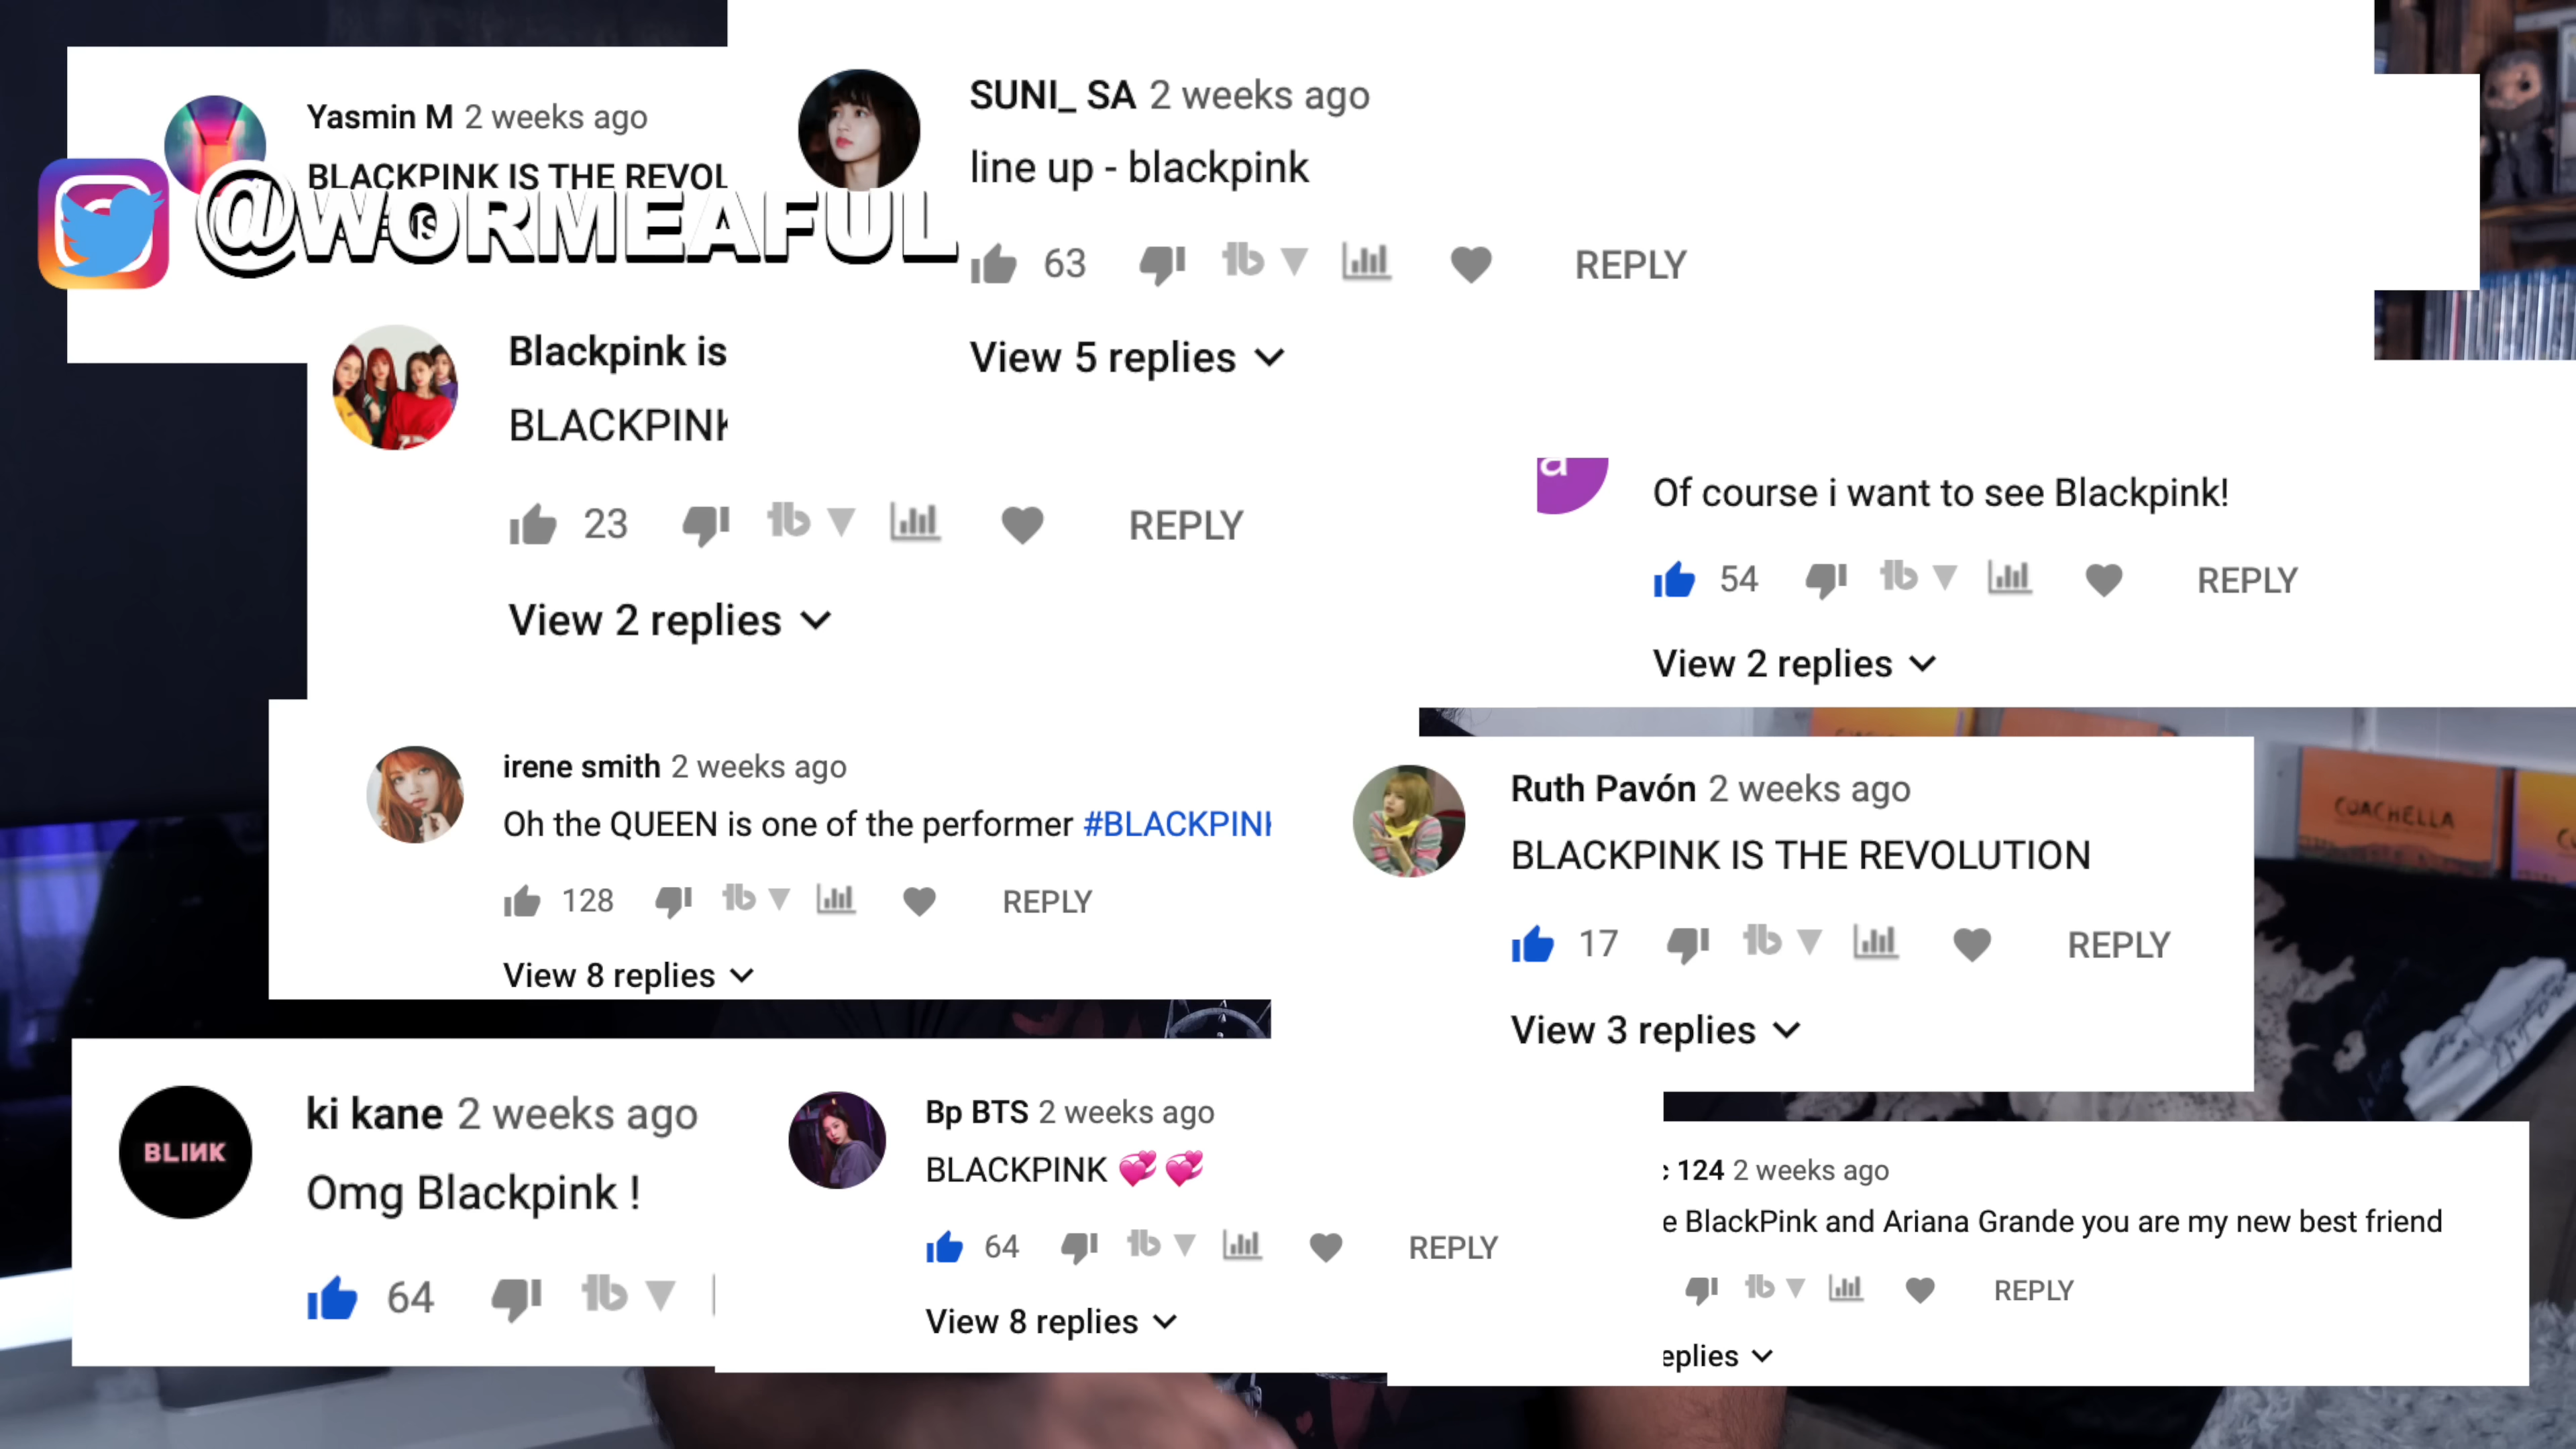 Yasmin M 2 weeks ago
BLACKPINK IS THE REVOL
@WORMEAFUL
SUNI_ SA 2 weeks ago
line up - blackpink
63
REPLY
View 5 replies
Blackpink is
BLACKPINK
23
REPLY
View 2 replies
a
Of course i want to see Blackpink!
54
REPLY
View 2 replies
irene smith 2 weeks ago
Oh the QUEEN is one of the performer #BLACKPINK
128
REPLY
View 8 replies
Ruth Pavón 2 weeks ago
BLACKPINK IS THE REVOLUTION
17
REPLY
View 3 replies
COACHELLA
BLINK
ki kane 2 weeks ago
Omg Blackpink !
64
Bp BTS 2 weeks ago
BLACKPINK 💞 💞
64
REPLY
View 8 replies
124 2 weeks ago
e BlackPink and Ariana Grande you are my new best friend
REPLY
eplies